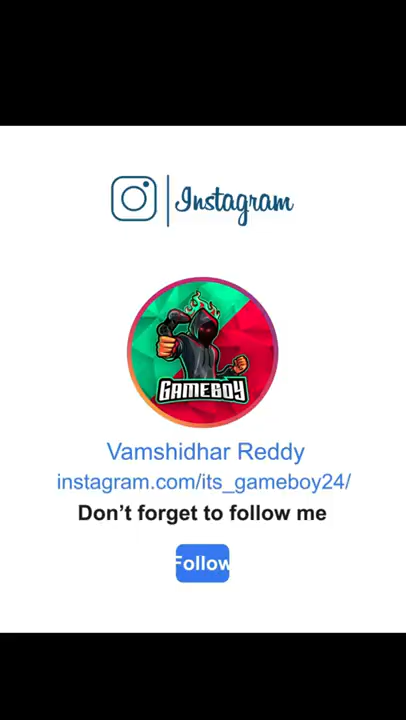 Instagram
GAMEBOY
Vamshidhar Reddy
instagram.com/its_gameboy24/
Don't forget to follow me
Follow